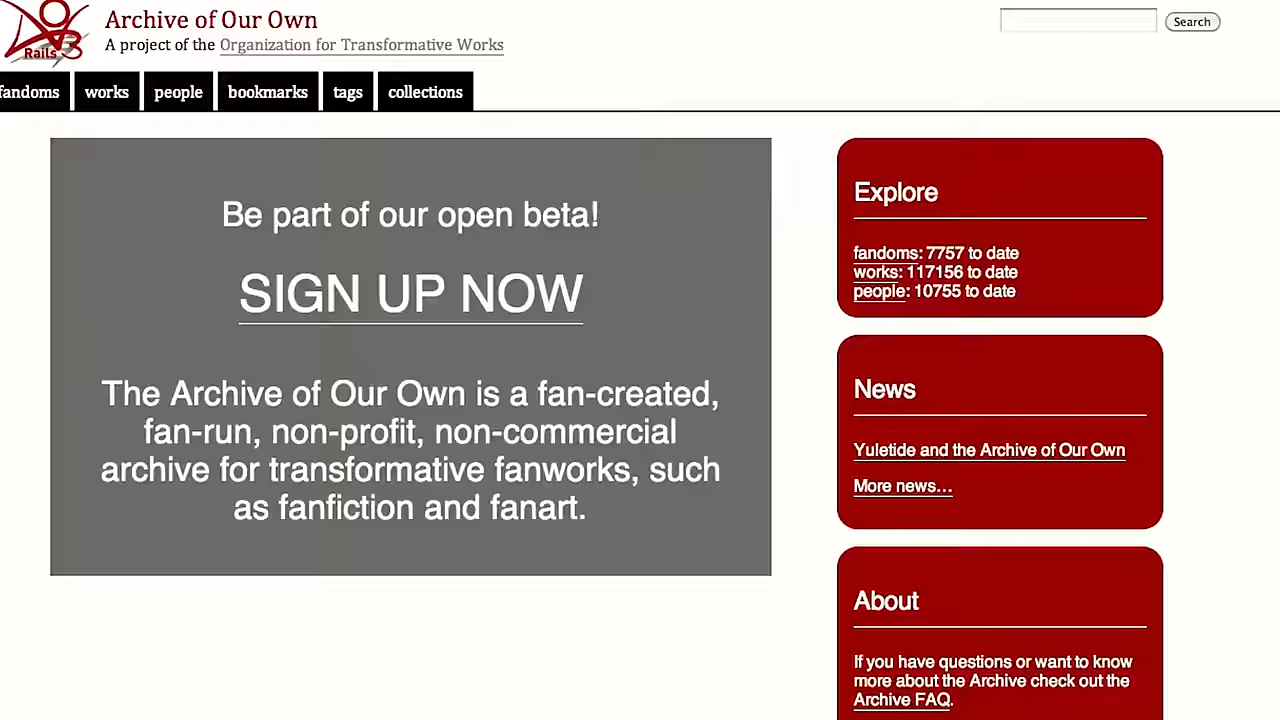 Archive of Our Own
A project of the Organization for Transformative Works
Search
Rails 3
fandoms works people bookmarks tags collections
Be part of our open beta!
SIGN UP NOW
The Archive of Our Own is a fan-created,
fan-run, non-profit, non-commercial
archive for transformative fanworks, such
as fanfiction and fanart.
Explore
fandoms: 7757 to date
works: 117156 to date
people: 10755 to date
News
Yuletide and the Archive of Our Own
More news...
About
If you have questions or want to know
more about the Archive check out the
Archive FAQ.